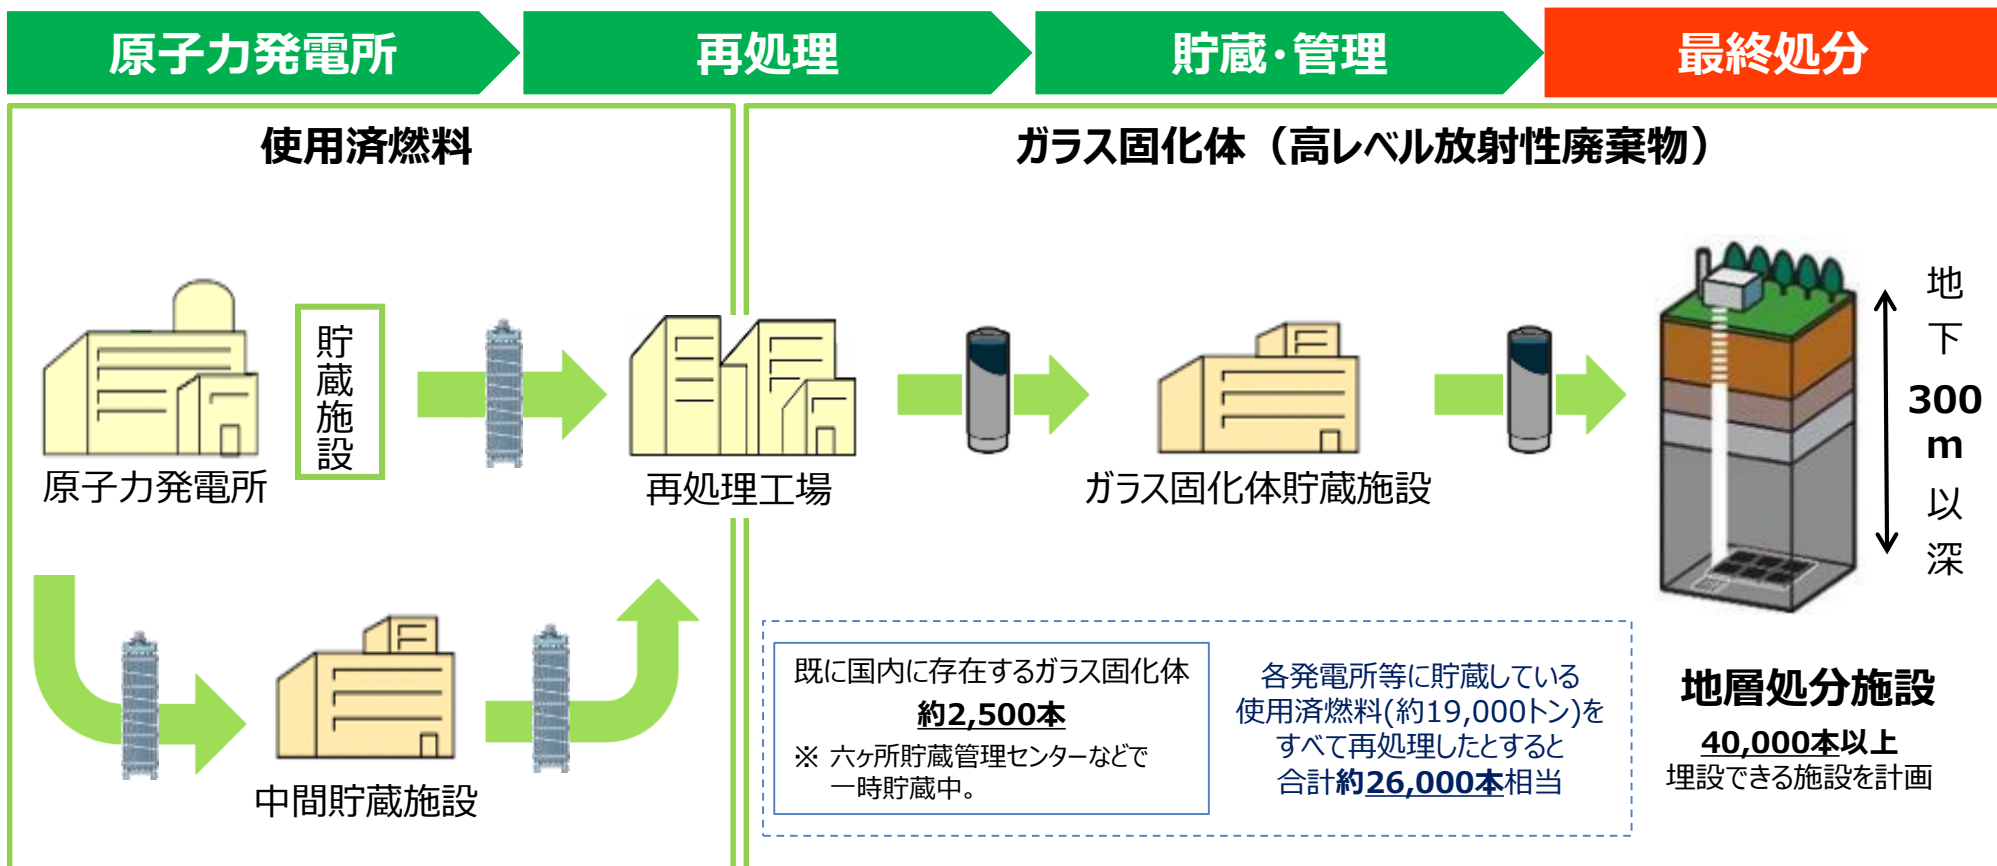 原子力発電所
再処理
貯蔵・管理
最終処分
使用済燃料
ガラス固化体（高レベル放射性廃棄物）
原子力発電所
貯蔵施設
再処理工場
ガラス固化体貯蔵施設
地下300m以深
中間貯蔵施設
既に国内に存在するガラス固化体
約2,500本
※ 六ヶ所貯蔵管理センターなどで
一時貯蔵中。
各発電所等に貯蔵している
使用済燃料(約19,000トン)を
すべて再処理したとすると
合計約26,000本相当
地層処分施設
40,000本以上
埋設できる施設を計画